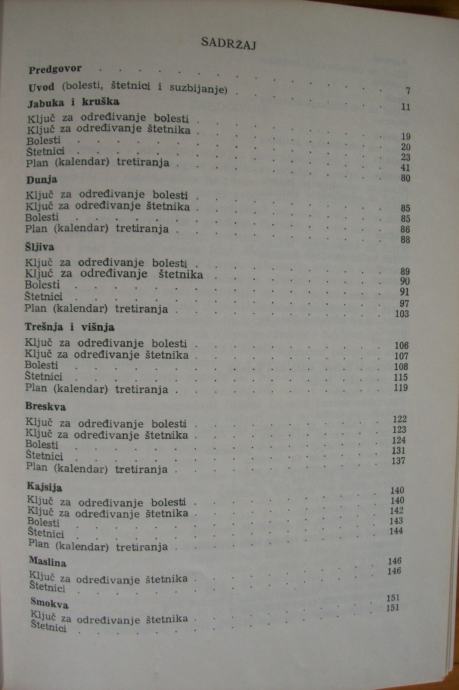 SADRŽAJ
Predgovor . . . . . . . . . . . . . 7
Uvod (bolesti, štetnici i suzbijanje) . . . . . . . 11
Jabuka i kruška
Ključ za određivanje bolesti . . . . . . . . 19
Ključ za određivanje štetnika . . . . . . . . 20
Bolesti . . . . . . . . . . . . . 23
Štetnici . . . . . . . . . . . . . 41
Plan (kalendar) tretiranja . . . . . . . . . 80
Dunja
Ključ za određivanje bolesti . . . . . . . . 85
Ključ za određivanje štetnika . . . . . . . . 85
Bolesti . . . . . . . . . . . . . 86
Plan (kalendar) tretiranja . . . . . . . . . 88
Šljiva
Ključ za određivanje bolesti . . . . . . . . 89
Ključ za određivanje štetnika . . . . . . . . 90
Bolesti . . . . . . . . . . . . . 91
Štetnici . . . . . . . . . . . . . 97
Plan (kalendar) tretiranja . . . . . . . . . 103
Trešnja i višnja
Ključ za određivanje bolesti . . . . . . . . 106
Ključ za određivanje štetnika . . . . . . . . 107
Bolesti . . . . . . . . . . . . . 108
Štetnici . . . . . . . . . . . . . 115
Plan (kalendar) tretiranja . . . . . . . . . 119
Breskva
Ključ za određivanje bolesti . . . . . . . . 122
Ključ za određivanje štetnika . . . . . . . . 123
Bolesti . . . . . . . . . . . . . 124
Štetnici . . . . . . . . . . . . . 131
Plan (kalendar) tretiranja . . . . . . . . . 137
Kajsija
Ključ za određivanje bolesti . . . . . . . . 140
Ključ za određivanje štetnika . . . . . . . . 140
Bolesti . . . . . . . . . . . . . 142
Štetnici . . . . . . . . . . . . . 143
Plan (kalendar) tretiranja . . . . . . . . . 144
Maslina
Ključ za određivanje štetnika . . . . . . . . 146
Štetnici . . . . . . . . . . . . . 146
Smokva
Ključ za određivanje štetnika . . . . . . . . 151
Štetnici . . . . . . . . . . . . . 151